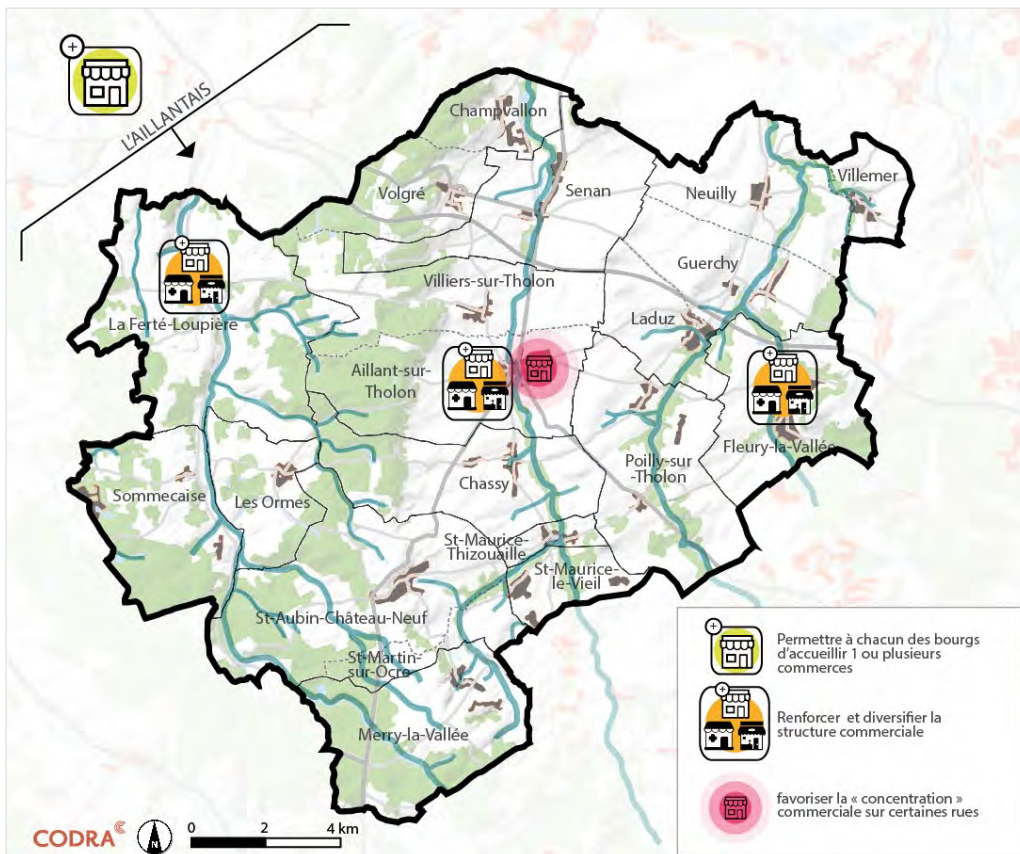 L'AILLANTAIS
Champvallon
Volgré
Senan
Neuilly
Villemer
Guerchy
Villiers-sur-Tholon
La Ferté-Loupière
Laduz
Aillant-sur-
Tholon
Fleury-la-Vallée
Poilly-sur
-Tholon
Chassy
Sommecaise
Les Ormes
St-Maurice-
Thizouaille
St-Maurice-
le-Vieil
St-Aubin-Château-Neuf
St-Martin-
sur-Ocre
Merry-la-Vallée
Permettre à chacun des bourgs
d'accueillir 1 ou plusieurs
commerces
Renforcer et diversifier la
structure commerciale
favoriser la « concentration »
commerciale sur certaines rues
CODRA
N
0 2 4 km